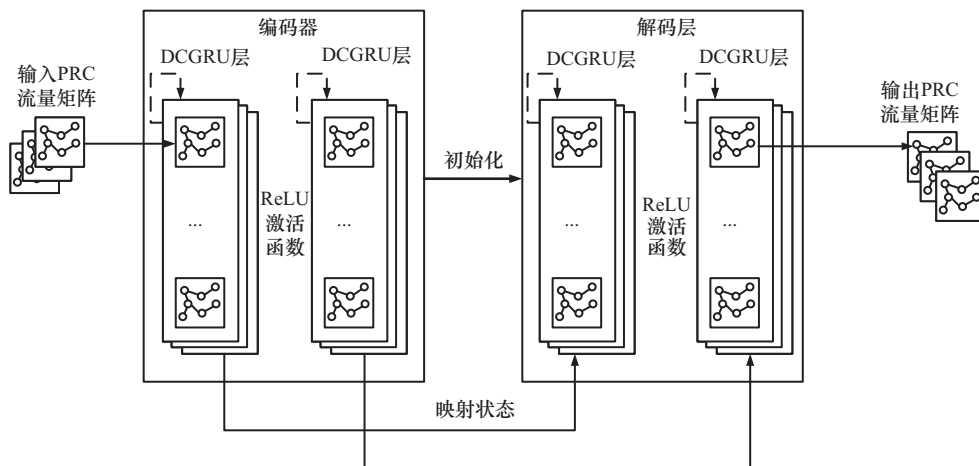 编码器
解码层
DCGRU层
DCGRU层
DCGRU层
DCGRU层
输入PRC
流量矩阵
输出PRC
流量矩阵
初始化
ReLU
激活
函数
ReLU
激活
函数
...
...
...
...
映射状态